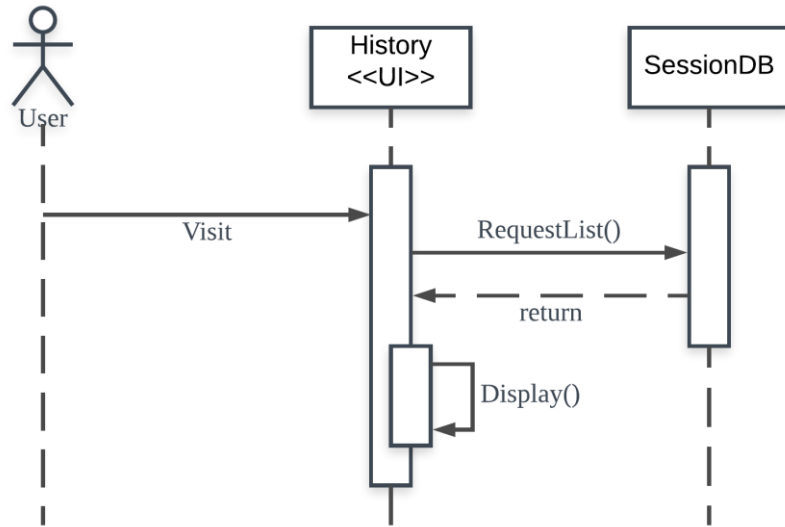 History
<<UI>>
SessionDB
User
Visit
RequestList()
return
Display()